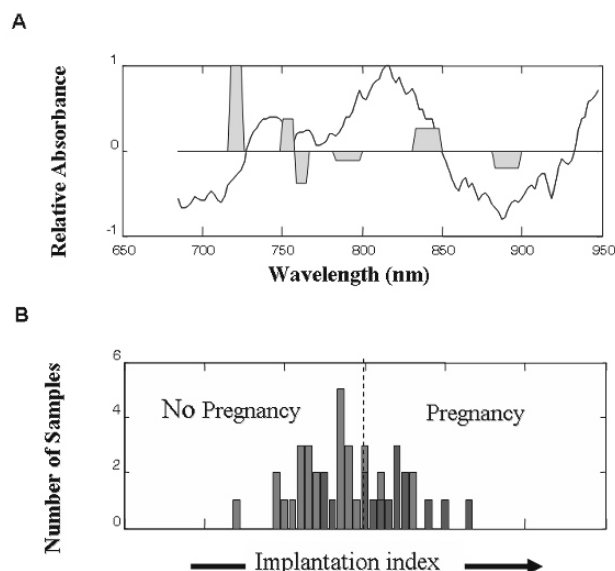 A
Relative Absorbance
1
0
-1
650 700 750 800 850 900 950
Wavelength (nm)
B
Number of Samples
6
4
2
0
No Pregnancy
Pregnancy
Implantation index